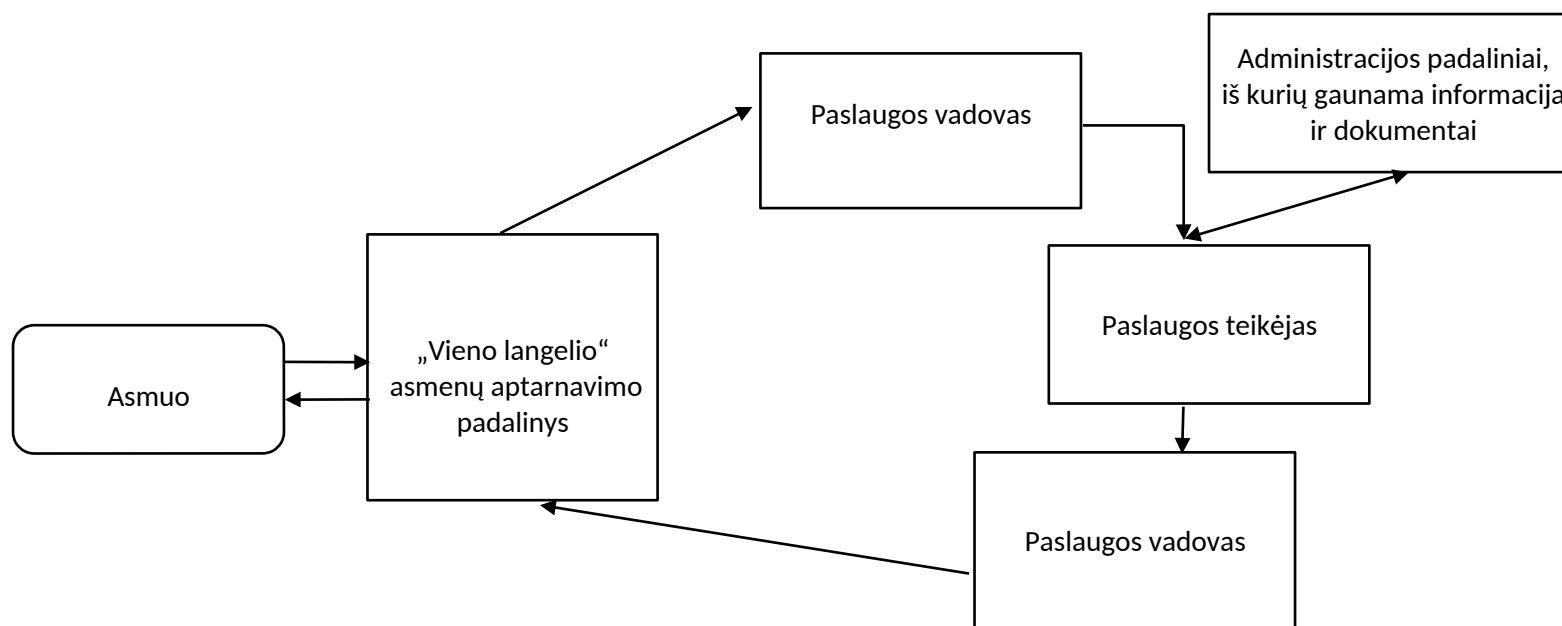 Administracijos padaliniai,
iš kurių gaunama informacija
ir dokumentai
Paslaugos vadovas
Paslaugos teikėjas
„Vieno langelio“
asmenų aptarnavimo
padalinys
Asmuo
Paslaugos vadovas